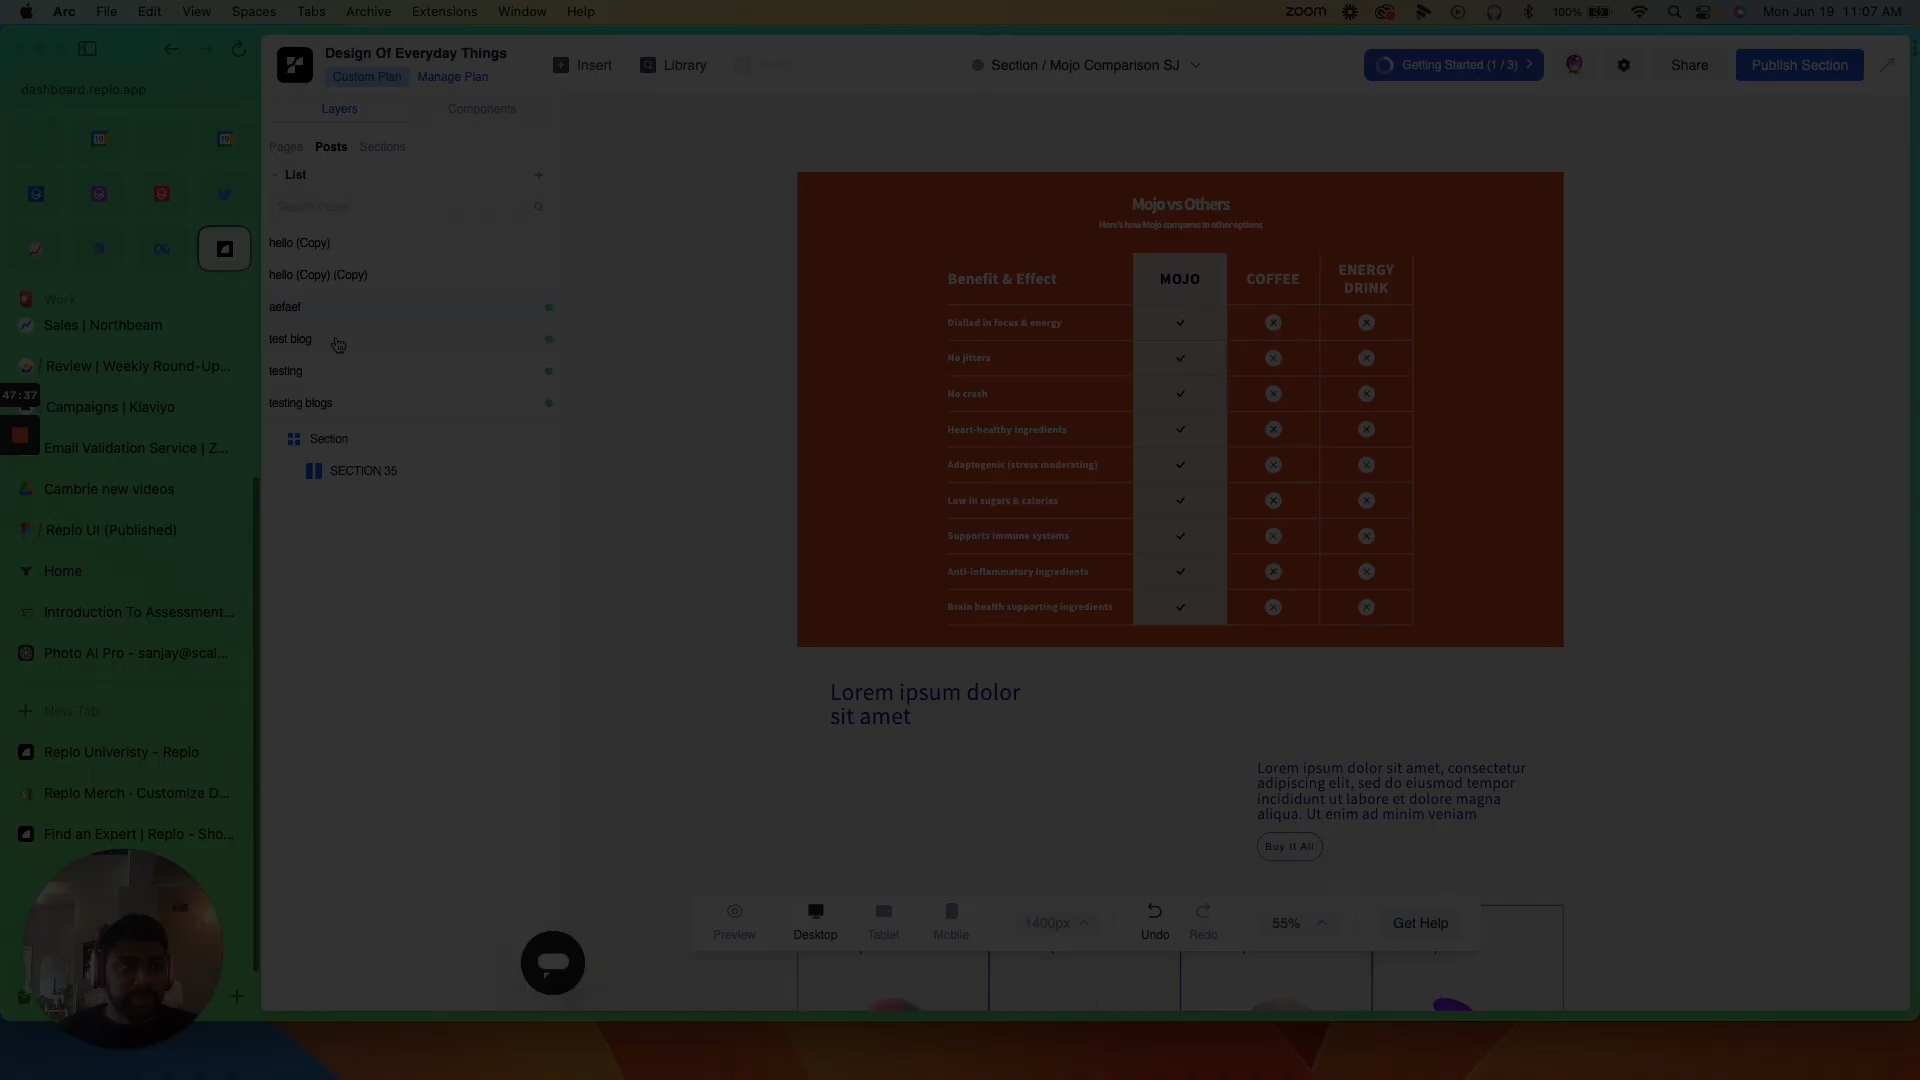 Arc File Edit View Spaces Tabs Archive Extensions Window Help
zoom 100% Mon Jun 19 11:07 AM
dashboard.replo.app
Work
Sales | Northbeam
/ Review | Weekly Round-Up...
47:37
Campaigns | Klaviyo
Email Validation Service | Z...
Cambrie new videos
/ Replo UI (Published)
Home
Introduction To Assessment...
Photo AI Pro - sanjay@scal...
New Tab
Replo Univeristy - Replo
Replo Merch · Customize D...
Find an Expert | Replo - Sho...
Design Of Everyday Things
Custom Plan Manage Plan
Insert Library
Section / Mojo Comparison SJ
Getting Started (1 / 3)
Share
Publish Section
Layers Components
Pages Posts Sections
List
Search Posts
hello (Copy)
hello (Copy) (Copy)
aefaef
test blog
testing
testing blogs
Section
SECTION 35
Mojo vs Others
Here's how Mojo compares to other options
Benefit & Effect MOJO COFFEE ENERGY DRINK
Dialled in focus & energy
No jitters
No crash
Heart-healthy ingredients
Adaptogenic (stress moderating)
Low in sugars & calories
Supports immune systems
Anti-inflammatory ingredients
Brain health supporting ingredients
Lorem ipsum dolor
sit amet
Lorem ipsum dolor sit amet, consectetur
adipiscing elit, sed do eiusmod tempor
incididunt ut labore et dolore magna
aliqua. Ut enim ad minim veniam
Buy It All
Preview Desktop Tablet Mobile 1400px Undo Redo 55% Get Help